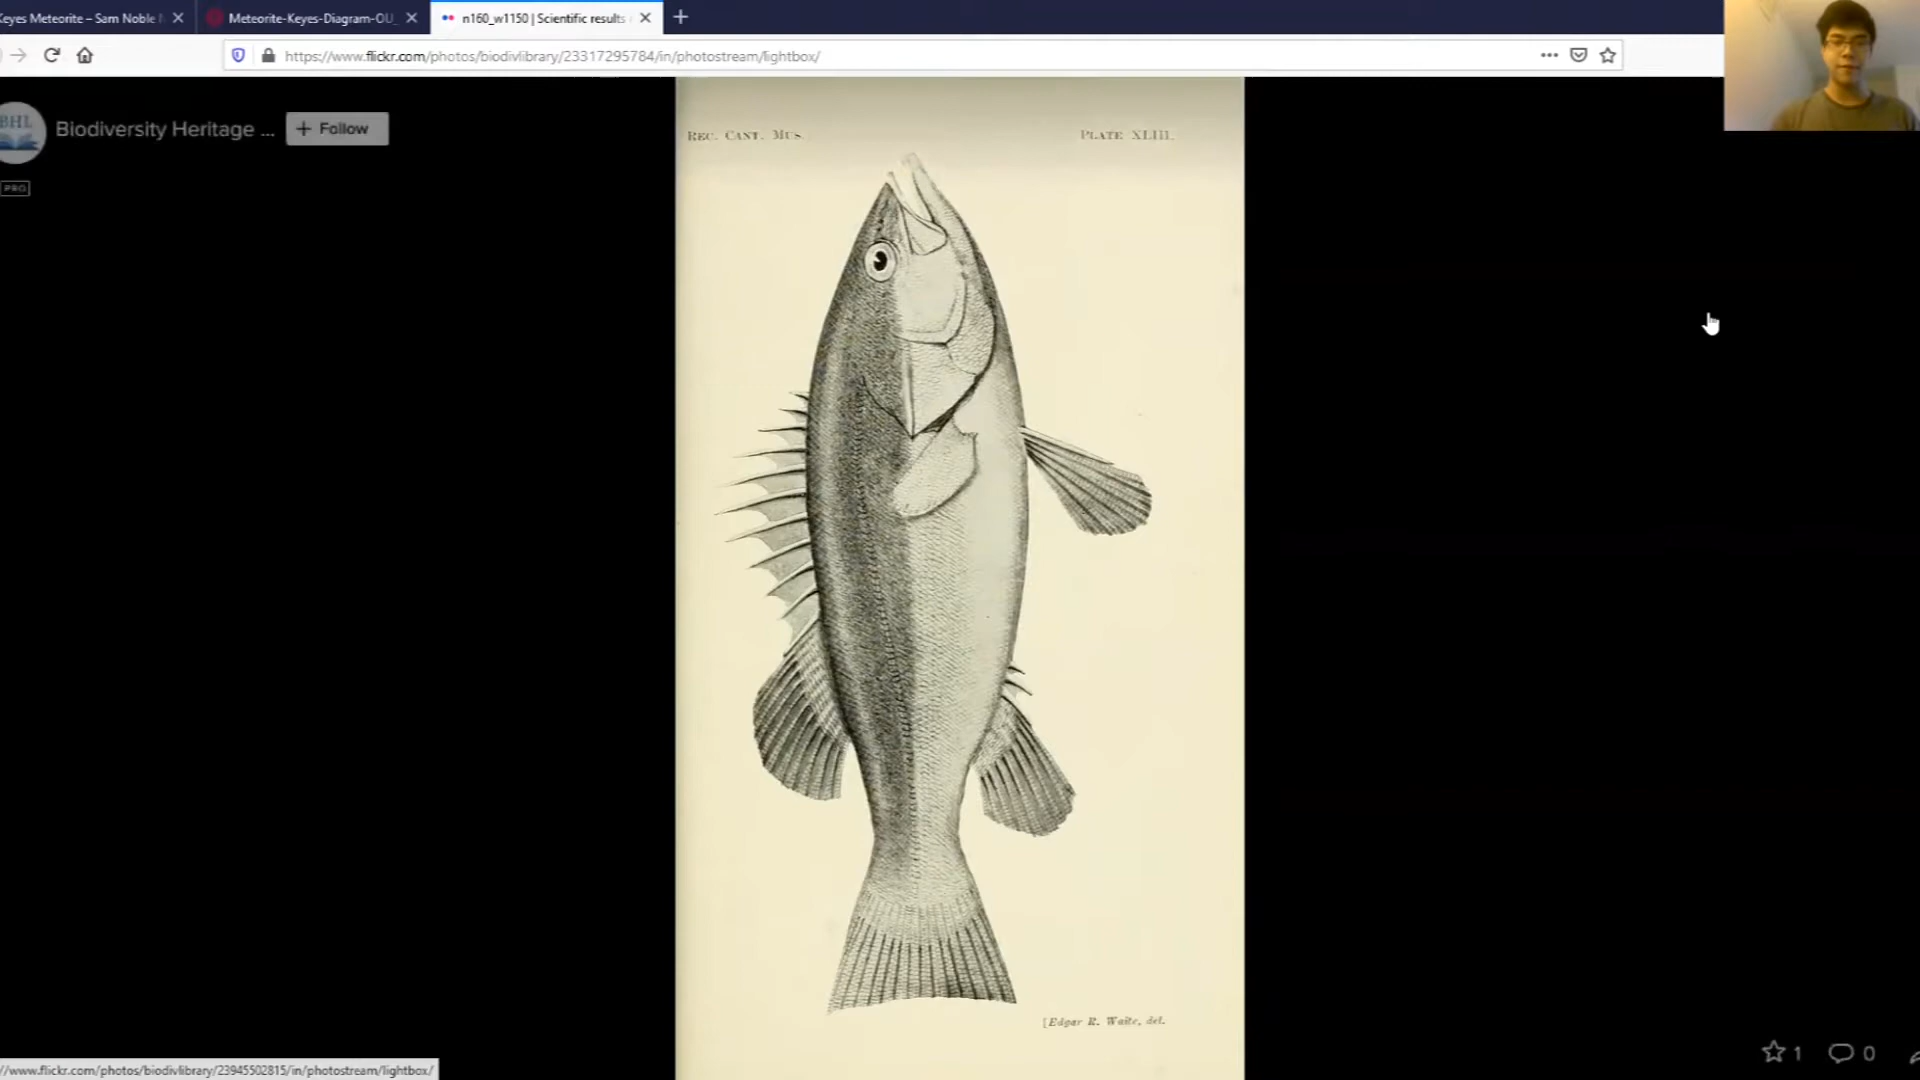 Keyes Meteorite – Sam Noble
Meteorite-Keyes-Diagram-OU_
n160_w1150 | Scientific results
https://www.flickr.com/photos/biodivlibrary/23317295784/in/photostream/lightbox/
BHL
Biodiversity Heritage ...
+ Follow
PRO
REC. CANT. MUS.
PLATE XLIII.
[Edgar R. Waite, del.
1
0
//www.flickr.com/photos/biodivlibrary/23945502815/in/photostream/lightbox/